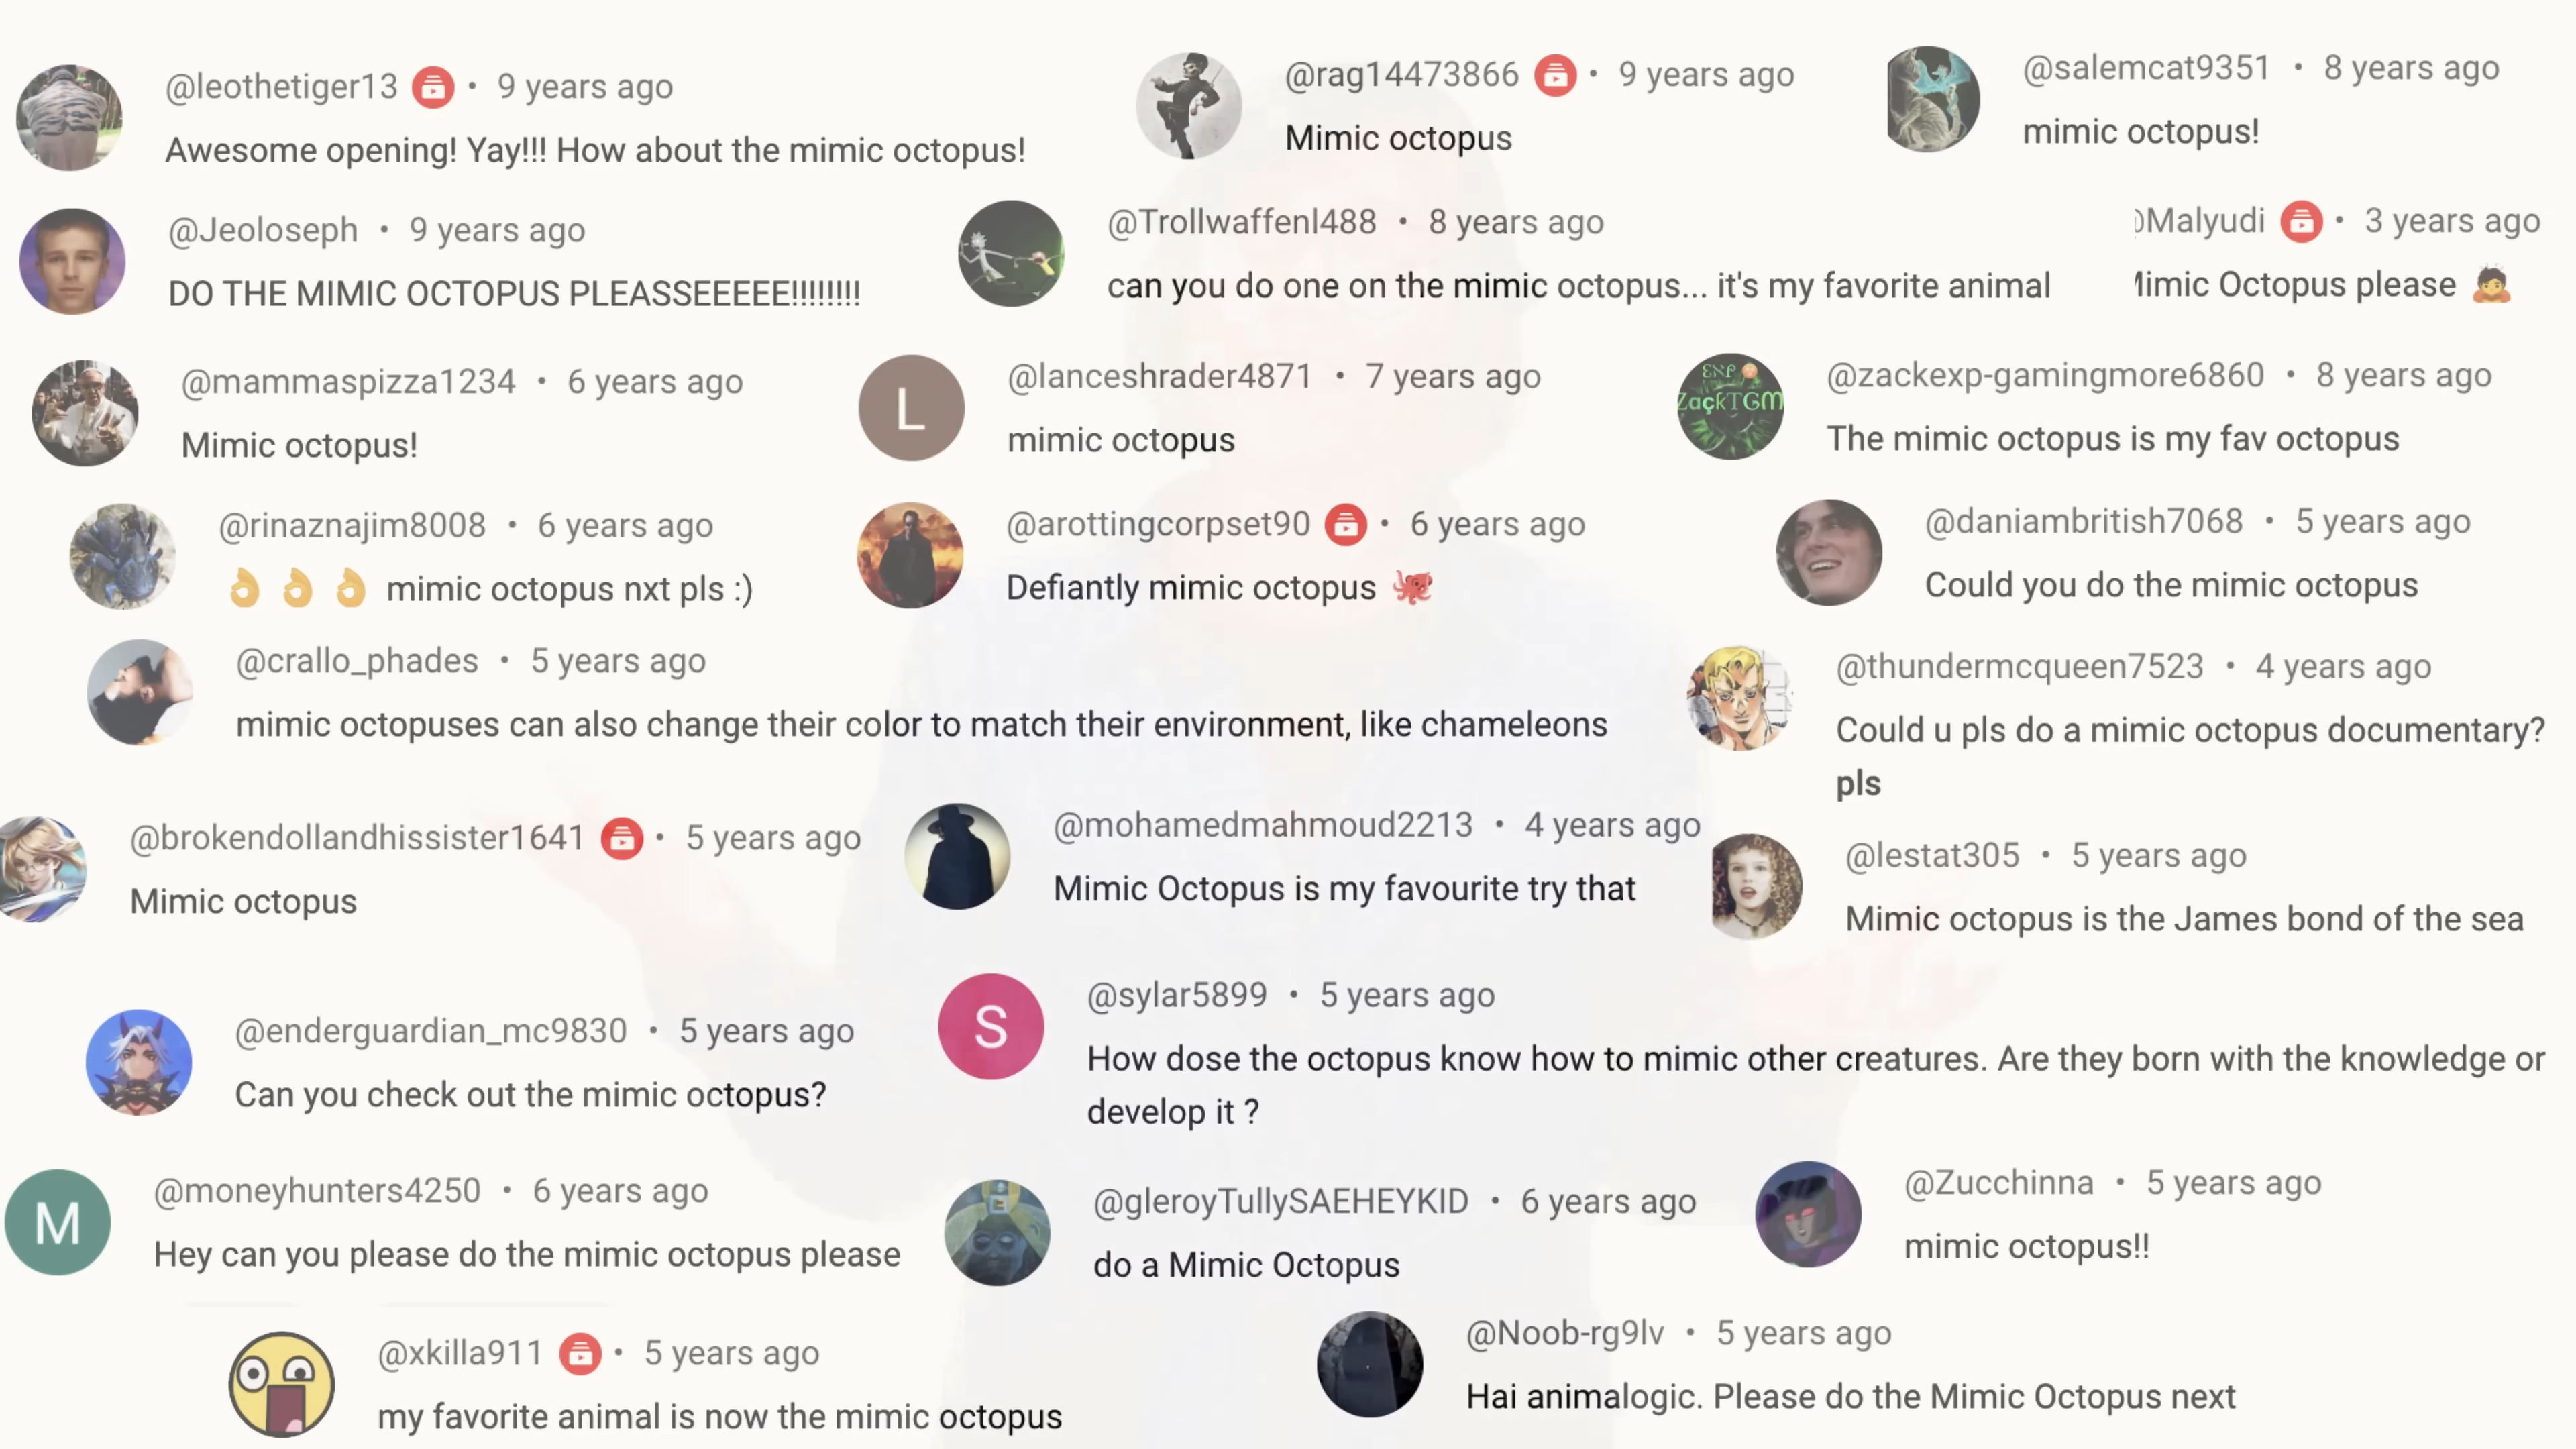 @leothetiger13 • 9 years ago
Awesome opening! Yay!!! How about the mimic octopus!
@rag14473866 • 9 years ago
Mimic octopus
@salemcat9351 • 8 years ago
mimic octopus!
@Jeoloseph • 9 years ago
DO THE MIMIC OCTOPUS PLEASSEEEEE!!!!!!!!
@Trollwaffenl488 • 8 years ago
can you do one on the mimic octopus... it's my favorite animal
Malyudi • 3 years ago
Octopus please 🙇
@mammaspizza1234 • 6 years ago
Mimic octopus!
L
@lanceshrader4871 • 7 years ago
mimic octopus
ZaçkTGM
@zackexp-gamingmore6860 • 8 years ago
The mimic octopus is my fav octopus
@rinaznajim8008 • 6 years ago
👌 👌 👌 mimic octopus nxt pls :)
@arottingcorpset90 • 6 years ago
Defiantly mimic octopus 🐙
@daniambritish7068 • 5 years ago
Could you do the mimic octopus
@crallo_phades • 5 years ago
mimic octopuses can also change their color to match their environment, like chameleons
@thundermcqueen7523 • 4 years ago
Could u pls do a mimic octopus documentary?
pls
@brokendollandhissister1641 • 5 years ago
Mimic octopus
@mohamedmahmoud2213 • 4 years ago
Mimic Octopus is my favourite try that
@lestat305 • 5 years ago
Mimic octopus is the James bond of the sea
@enderguardian_mc9830 • 5 years ago
Can you check out the mimic octopus?
S
@sylar5899 • 5 years ago
How dose the octopus know how to mimic other creatures. Are they born with the knowledge or
develop it ?
M
@moneyhunters4250 • 6 years ago
Hey can you please do the mimic octopus please
@gleroyTullySAEHEYKID • 6 years ago
do a Mimic Octopus
@Zucchinna • 5 years ago
mimic octopus!!
@xkilla911 • 5 years ago
my favorite animal is now the mimic octopus
@Noob-rg9lv • 5 years ago
Hai animalogic. Please do the Mimic Octopus next